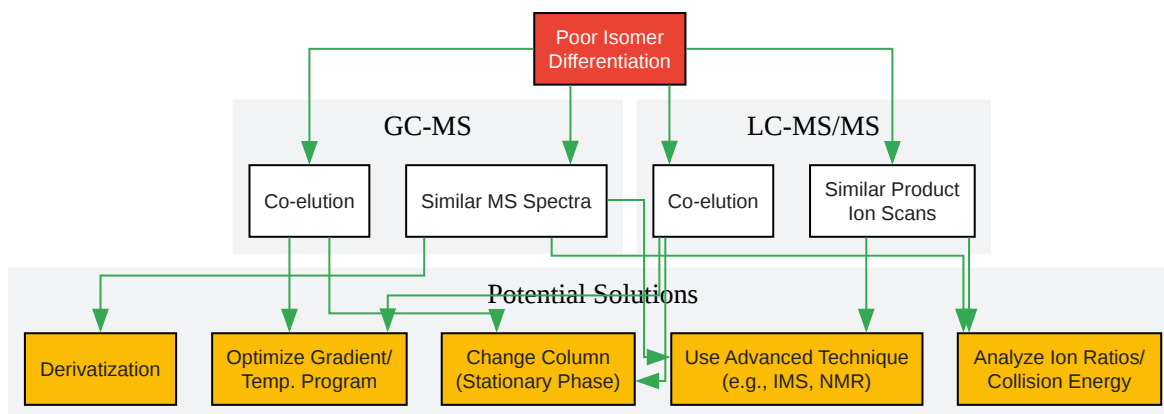 Poor Isomer
Differentiation
GC-MS
LC-MS/MS
Co-elution
Similar MS Spectra
Co-elution
Similar Product
Ion Scans
Potential Solutions
Derivatization
Optimize Gradient/
Temp. Program
Change Column
(Stationary Phase)
Use Advanced Technique
(e.g., IMS, NMR)
Analyze Ion Ratios/
Collision Energy